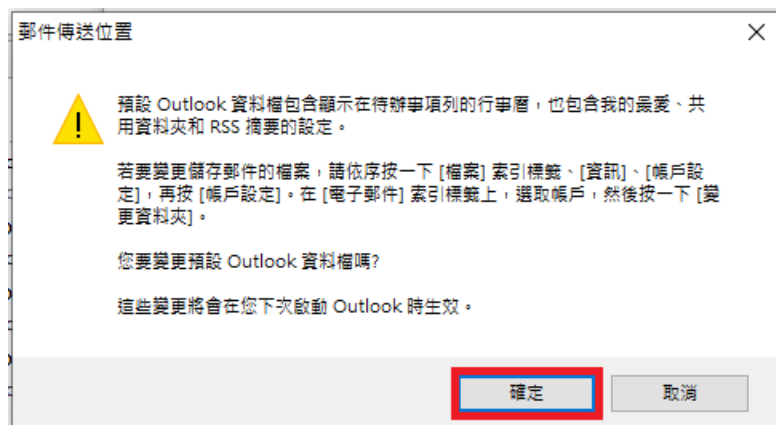 郵件傳送位置
預設 Outlook 資料檔包含顯示在待辦事項列的行事曆，也包含我的最愛、共
用資料夾和 RSS 摘要的設定。
若要變更儲存郵件的檔案，請依序按一下 [檔案] 索引標籤、[資訊]、[帳戶設
定]，再按 [帳戶設定]。在 [電子郵件] 索引標籤上，選取帳戶，然後按一下 [變
更資料夾]。
您要變更預設 Outlook 資料檔嗎?
這些變更將會在您下次啟動 Outlook 時生效。
確定
取消